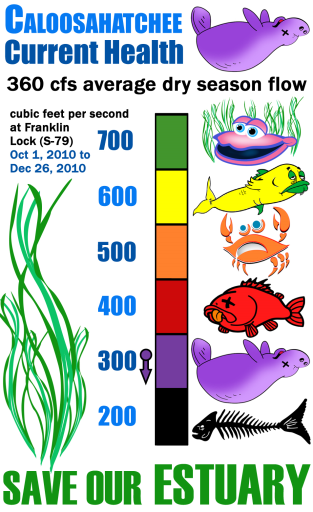 CALOOSAHATCHEE
Current Health
360 cfs average dry season flow
cubic feet per second
at Franklin
Lock (S-79)
Oct 1, 2010 to
Dec 26, 2010
700
600
500
400
300
200
SAVE OUR ESTUARY